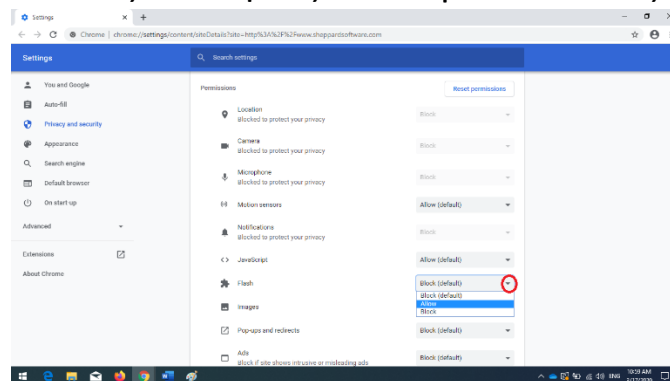 Settings
Chrome | chrome://settings/content/siteDetails?site=http%3A%2F%2Fwww.sheppardsoftware.com
Settings
Search settings
You and Google
Auto-fill
Privacy and security
Appearance
Search engine
Default browser
On start-up
Advanced
Extensions
About Chrome
Permissions
Reset permissions
Location
Blocked to protect your privacy
Block
Camera
Blocked to protect your privacy
Block
Microphone
Blocked to protect your privacy
Block
Motion sensors
Allow (default)
Notifications
Blocked to protect your privacy
Block
JavaScript
Allow (default)
Flash
Block (default)
Block (default)
Allow
Block
Images
Pop-ups and redirects
Block (default)
Ads
Block if site shows intrusive or misleading ads
Block (default)
ENG
10:59 AM